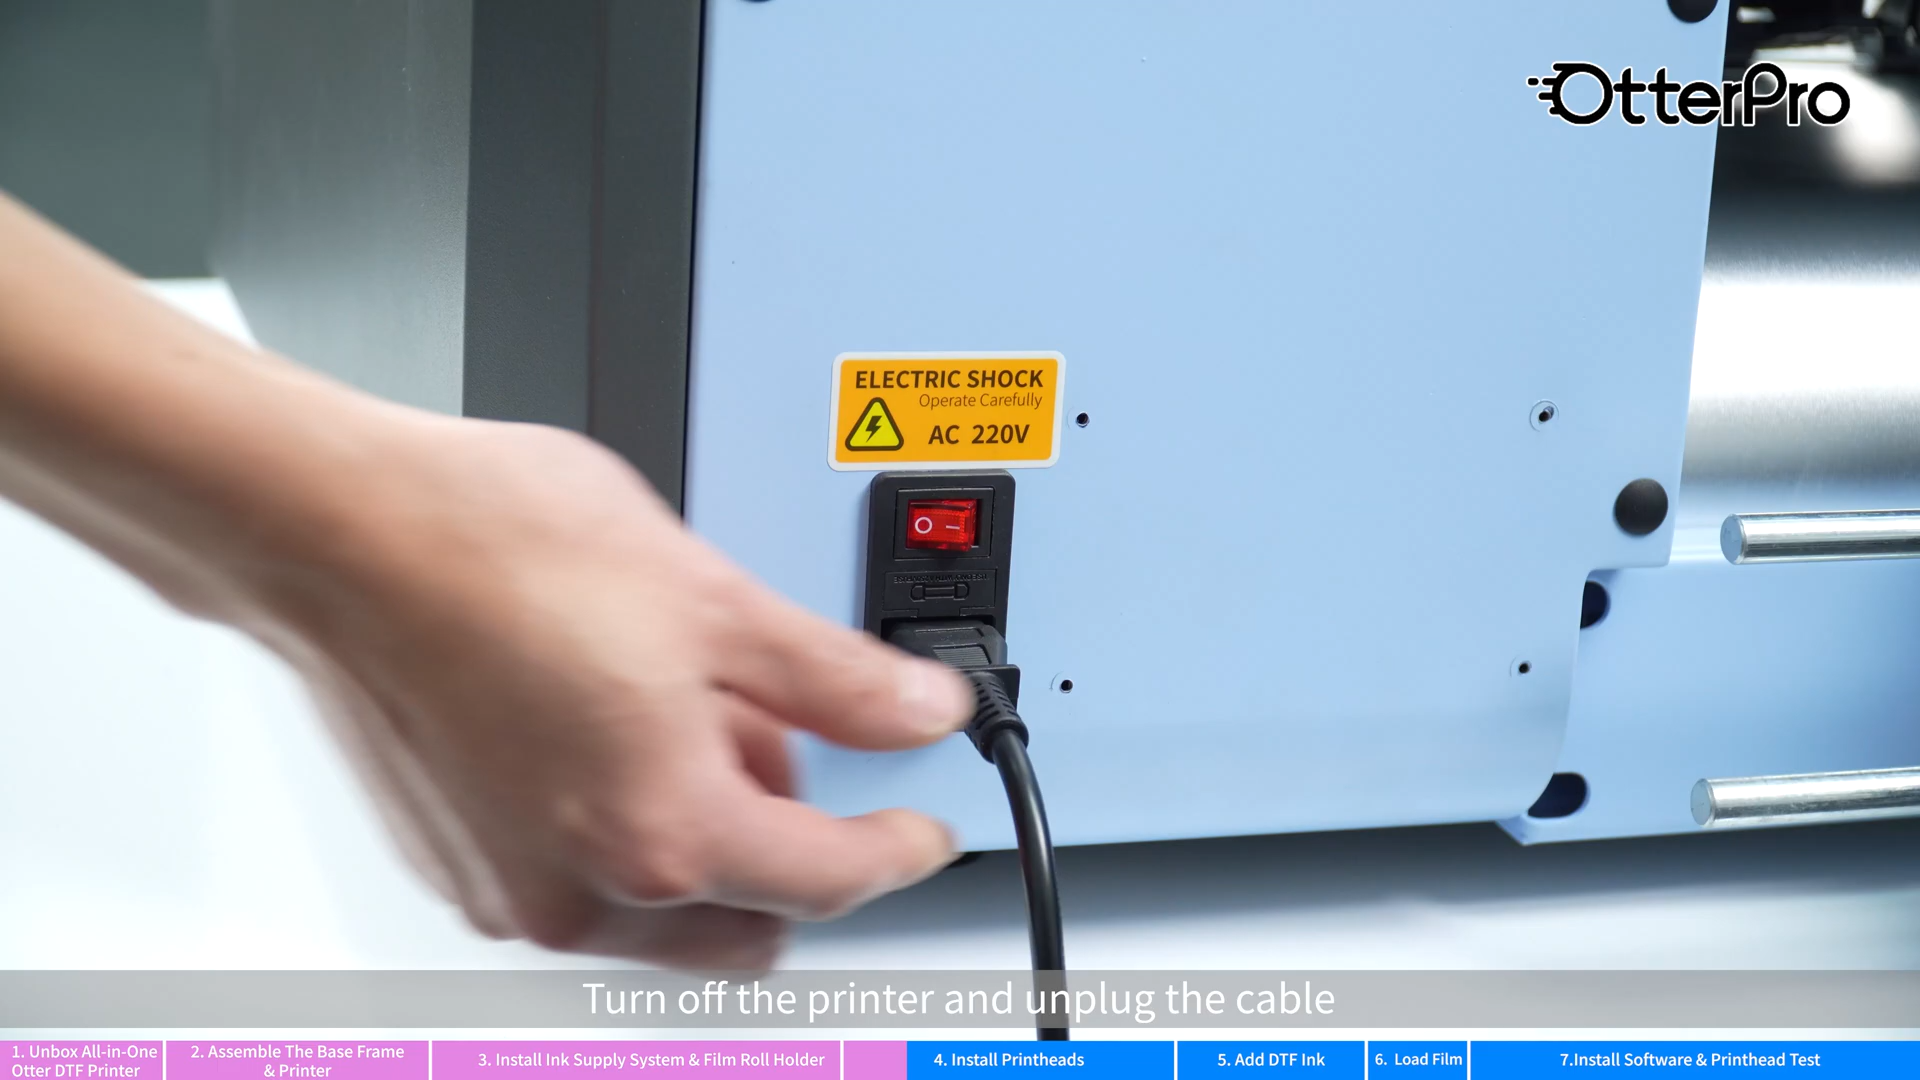 OtterPro
ELECTRIC SHOCK
Operate Carefully
AC 220V
Turn off the printer and unplug the cable
1. Unbox All-in-One
Otter DTF Printer
2. Assemble The Base Frame
& Printer
3. Install Ink Supply System & Film Roll Holder
4. Install Printheads
5. Add DTF Ink
6. Load Film
7.Install Software & Printhead Test